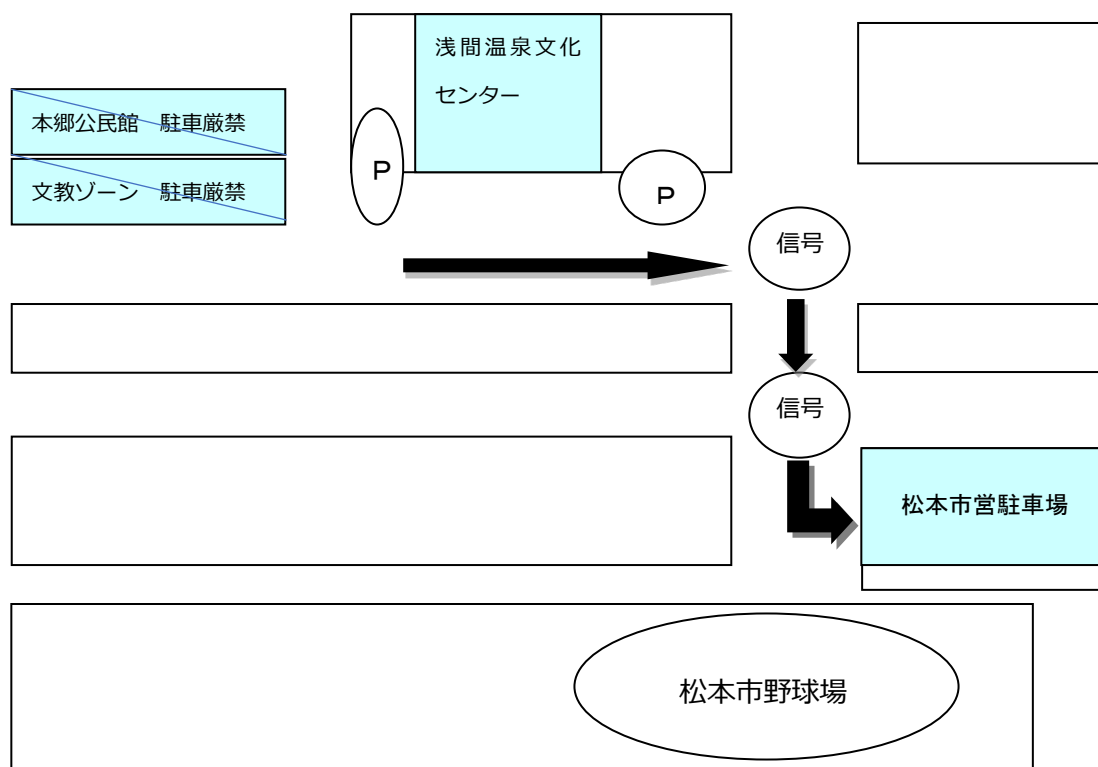 浅間温泉文化
センター
本郷公民館　駐車厳禁
文教ゾーン　駐車厳禁
P
P
信号
信号
松本市営駐車場
松本市野球場